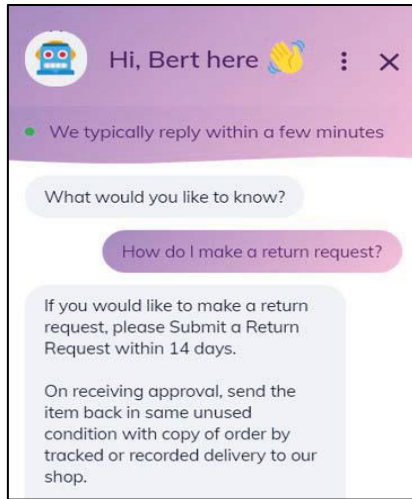 Hi, Bert here 👋
We typically reply within a few minutes
What would you like to know?
How do I make a return request?
If you would like to make a return
request, please Submit a Return
Request within 14 days.
On receiving approval, send the
item back in same unused
condition with copy of order by
tracked or recorded delivery to our
shop.